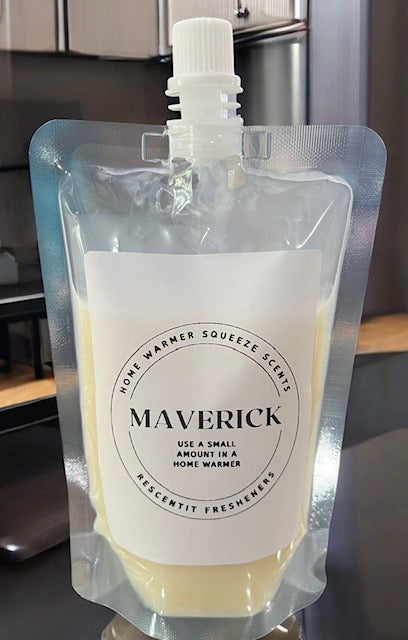 HOME WARMER SQUEEZE SCENTS
MAVERICK
USE A SMALL
AMOUNT IN A
HOME WARMER
RESCENTIT FRESHENERS